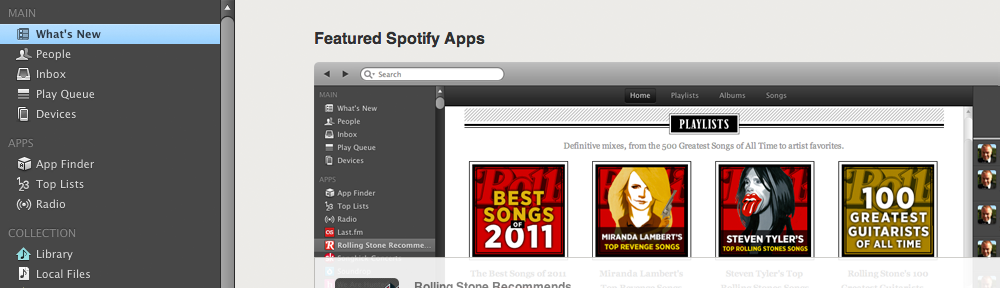 MAIN
What's New
People
Inbox
Play Queue
Devices
APPS
App Finder
Top Lists
Radio
COLLECTION
Library
Local Files
Featured Spotify Apps
Search
MAIN
What's New
People
Inbox
Play Queue
Devices
APPS
App Finder
Top Lists
Radio
Last.fm
Rolling Stone Recomme...
Home Playlists Albums Songs
PLAYLISTS
Definitive mixes, from the 500 Greatest Songs of All Time to artist favorites.
BEST
SONGS
OF 2011
MIRANDA LAMBERT'S
TOP REVENGE SONGS
STEVEN TYLER'S
TOP AMERICAN SONGS
100
GREATEST
GUITARISTS
OF ALL TIME
The Best Songs of 2011
Miranda Lambert's
Steven Tyler's Top
Rolling Stone's 100
Rolling Stone Recommends